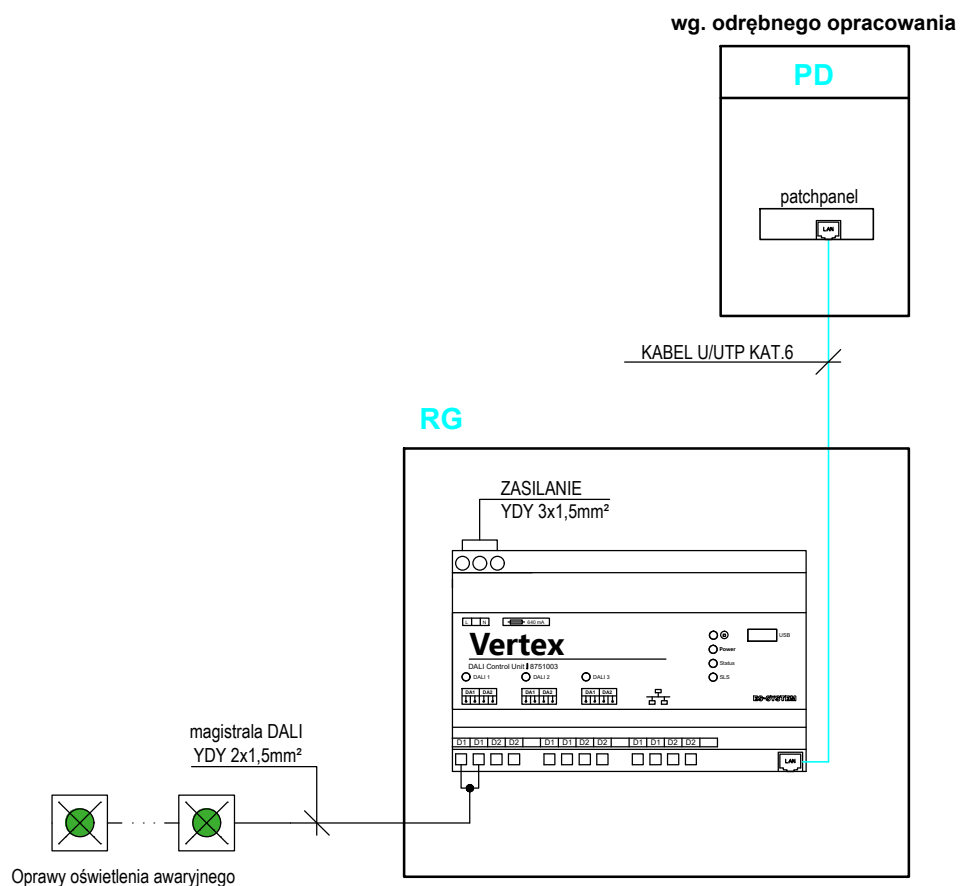 wg. odrębnego opracowania
PD
patchpanel
LAN
KABEL U/UTP KAT.6
RG
ZASILANIE
YDY 3x1,5mm²
L N 640 mA
Vertex
USB
Power
DALI Control Unit 8751003
Status
DALI 1 DALI 2 DALI 3 SLS
DA1 DA2 DA1 DA2 DA1 DA2
ES-SYSTEM
magistrala DALI
YDY 2x1,5mm²
D1 D1 D2 D2 D1 D1 D2 D2 D1 D1 D2 D2
LAN
Oprawy oświetlenia awaryjnego